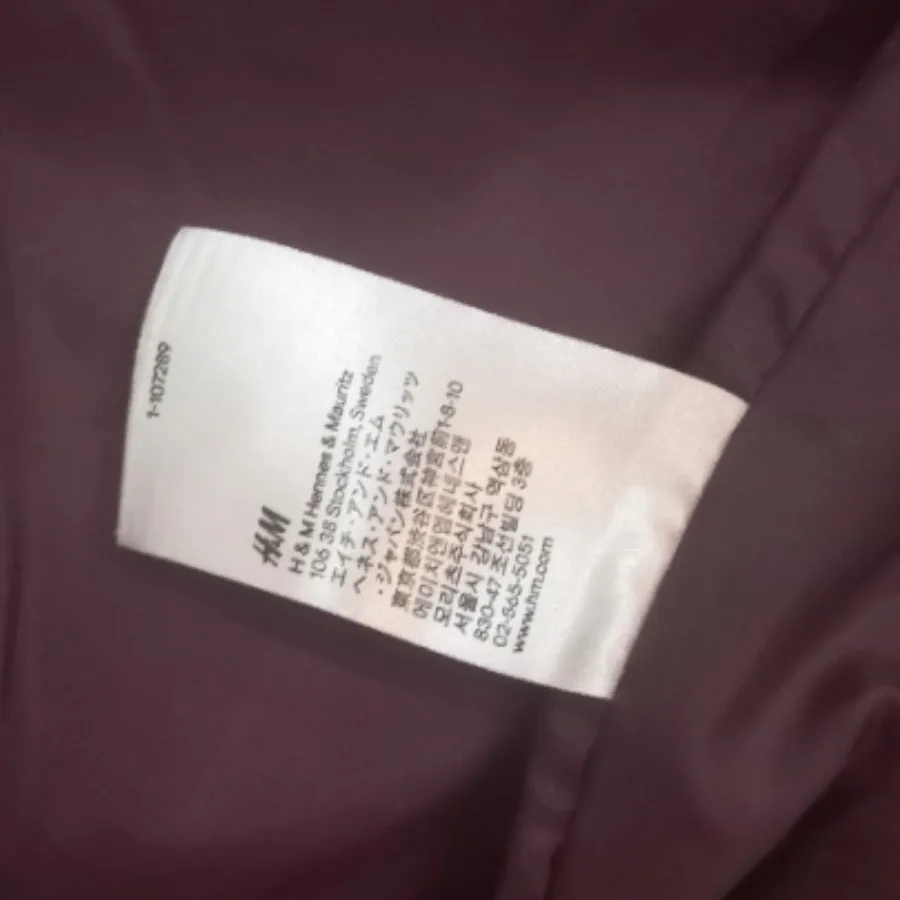 1-107289
H&M
H & M Hennes & Mauritz
106 38 Stockholm, Sweden
エイチ・アンド・エム
ヘネス・アンド・マウリッツ
・ジャパン株式会社
東京都渋谷区神宮前1-8-10
에이치앤엠헤네스앤
모리츠주식회사
서울시 강남구 역삼동
830-47 조선빌딩 3층
02-565-5051
www.hm.com